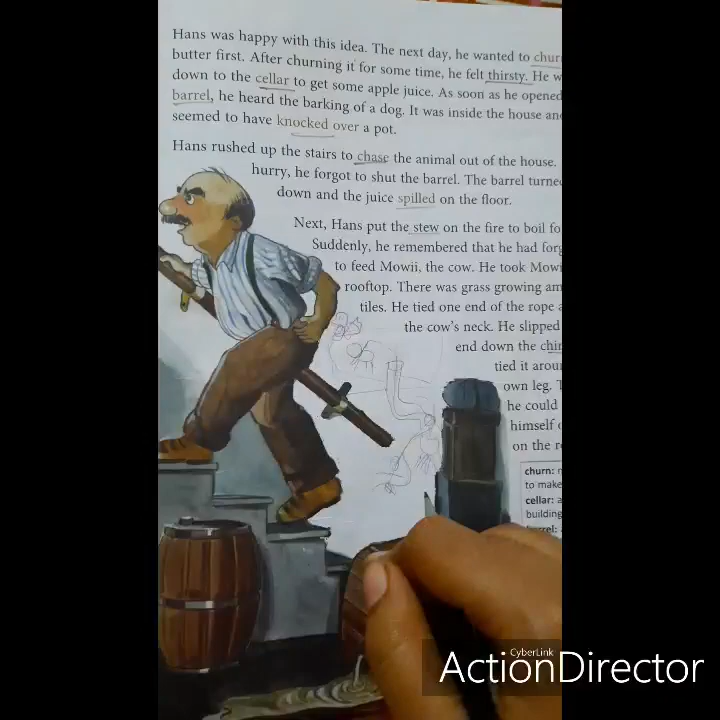 Hans was happy with this idea. The next day, he wanted to churn
butter first. After churning it for some time, he felt thirsty. He
down to the cellar to get some apple juice. As soon as he opened
barrel, he heard the barking of a dog. It was inside the house
seemed to have knocked over a pot.
Hans rushed up the stairs to chase the animal out of the house.
hurry, he forgot to shut the barrel. The barrel turned
down and the juice spilled on the floor.
Next, Hans put the stew on the fire to boil
Suddenly, he remembered that he had
to feed Mowii, the cow. He took
rooftop. There was grass growing
tiles. He tied one end of the rope
the cow's neck. He slipped
end down the
tied it
own leg.
he could
himself
on the
churn:
to make
cellar: a
building
CyberLink
ActionDirector